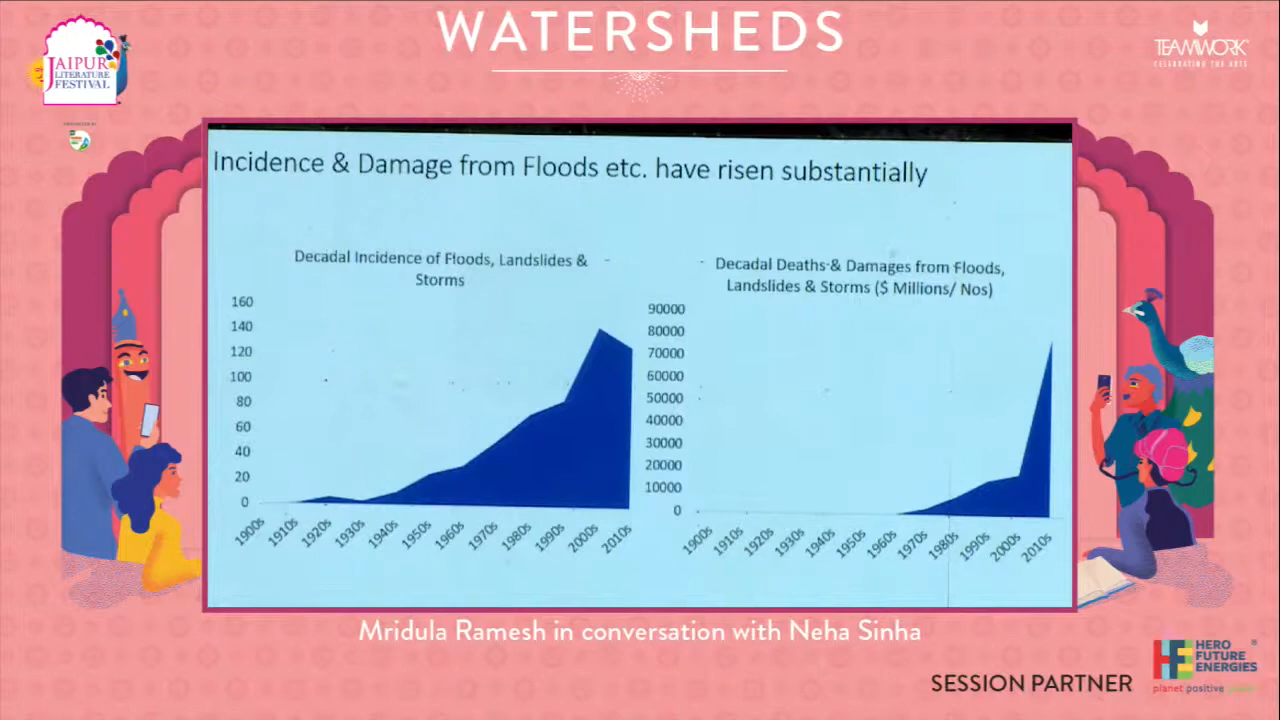 WATERSHEDS
JAIPUR
LITERATURE
FESTIVAL
TEAMWORK
CELEBRATING THE ARTS
Incidence & Damage from Floods etc. have risen substantially
Decadal Incidence of Floods, Landslides &
Storms
160
140
120
100
80
60
40
20
0
1900s 1910s 1920s 1930s 1940s 1950s 1960s 1970s 1980s 1990s 2000s 2010s
Decadal Deaths & Damages from Floods,
Landslides & Storms ($ Millions/ Nos)
90000
80000
70000
60000
50000
40000
30000
20000
10000
0
1900s 1910s 1920s 1930s 1940s 1950s 1960s 1970s 1980s 1990s 2000s 2010s
Mridula Ramesh in conversation with Neha Sinha
SESSION PARTNER
HFE
HERO
FUTURE
ENERGIES
planet positive